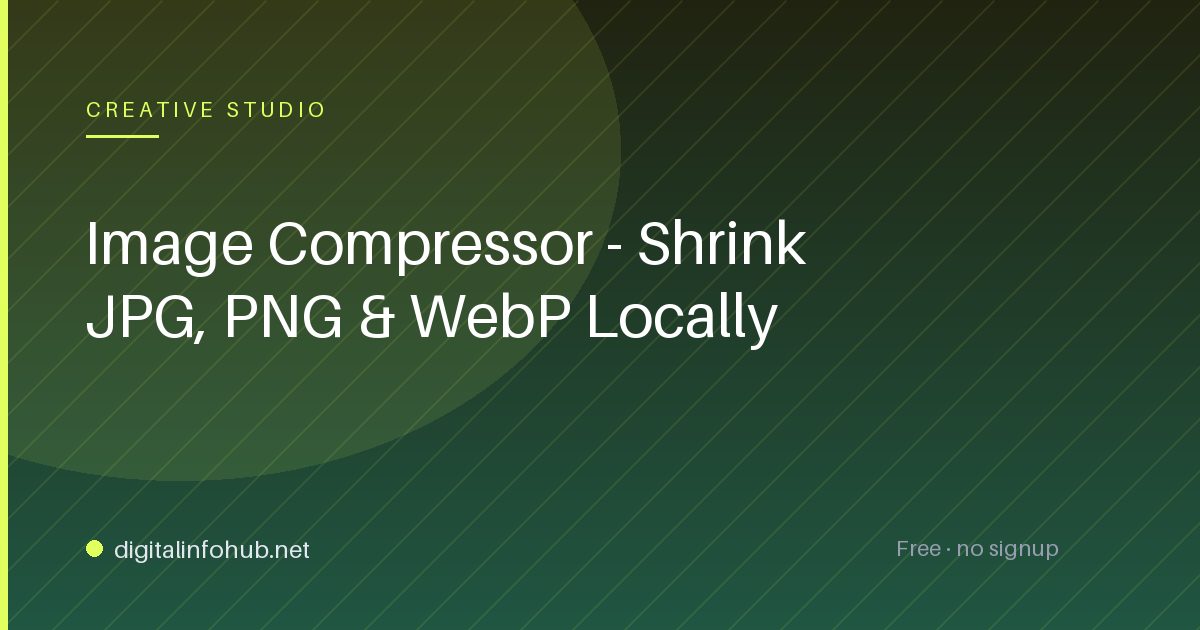 CREATIVE STUDIO
Image Compressor - Shrink
JPG, PNG & WebP Locally
digitalinfohub.net
Free · no signup